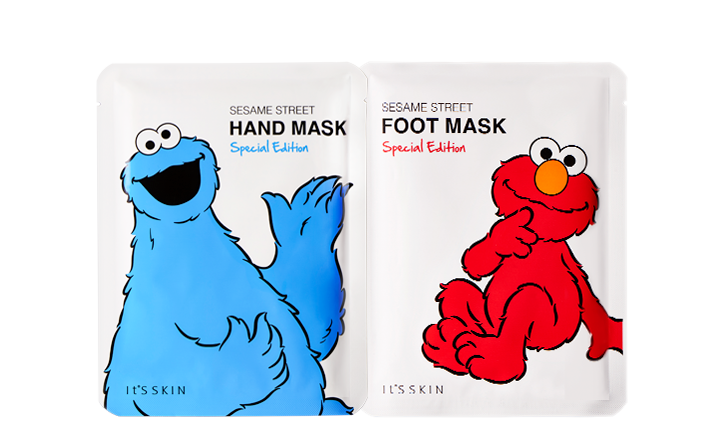 SESAME STREET
HAND MASK
Special Edition
It'S SKIN
SESAME STREET
FOOT MASK
Special Edition
It'S SKIN